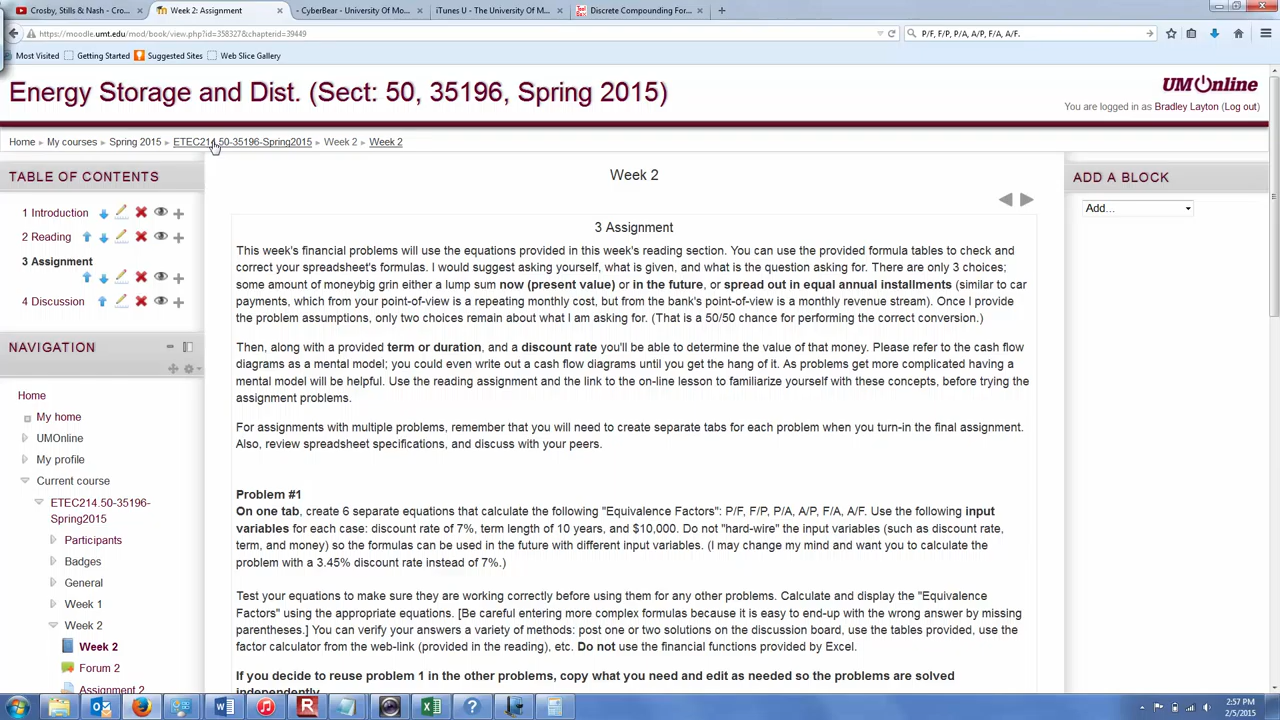 Crosby, Stills & Nash - Cro...
Week 2: Assignment
- CyberBear - University Of Mo...
iTunes U - The University Of M...
Discrete Compounding For...
https://moodle.umt.edu/mod/book/view.php?id=358327&chapterid=39449
P/F, F/P, P/A, A/P, F/A, A/F.
Most Visited
Getting Started
Suggested Sites
Web Slice Gallery
Energy Storage and Dist. (Sect: 50, 35196, Spring 2015)
UMOnline
You are logged in as Bradley Layton (Log out)
Home ▸ My courses ▸ Spring 2015 ▸ ETEC214.50-35196-Spring2015 ▸ Week 2 ▸ Week 2
TABLE OF CONTENTS
1 Introduction
2 Reading
3 Assignment
4 Discussion
NAVIGATION
Home
My home
UMOnline
My profile
Current course
ETEC214.50-35196-
Spring2015
Participants
Badges
General
Week 1
Week 2
Week 2
Forum 2
Assignment 2
Week 2
3 Assignment
This week's financial problems will use the equations provided in this week's reading section. You can use the provided formula tables to check and
correct your spreadsheet's formulas. I would suggest asking yourself, what is given, and what is the question asking for. There are only 3 choices;
some amount of moneybig grin either a lump sum now (present value) or in the future, or spread out in equal annual installments (similar to car
payments, which from your point-of-view is a repeating monthly cost, but from the bank's point-of-view is a monthly revenue stream). Once I provide
the problem assumptions, only two choices remain about what I am asking for. (That is a 50/50 chance for performing the correct conversion.)
Then, along with a provided term or duration, and a discount rate you'll be able to determine the value of that money. Please refer to the cash flow
diagrams as a mental model; you could even write out a cash flow diagrams until you get the hang of it. As problems get more complicated having a
mental model will be helpful. Use the reading assignment and the link to the on-line lesson to familiarize yourself with these concepts, before trying the
assignment problems.
For assignments with multiple problems, remember that you will need to create separate tabs for each problem when you turn-in the final assignment.
Also, review spreadsheet specifications, and discuss with your peers.
Problem #1
On one tab, create 6 separate equations that calculate the following "Equivalence Factors": P/F, F/P, P/A, A/P, F/A, A/F. Use the following input
variables for each case: discount rate of 7%, term length of 10 years, and $10,000. Do not "hard-wire" the input variables (such as discount rate,
term, and money) so the formulas can be used in the future with different input variables. (I may change my mind and want you to calculate the
problem with a 3.45% discount rate instead of 7%.)
Test your equations to make sure they are working correctly before using them for any other problems. Calculate and display the "Equivalence
Factors" using the appropriate equations. [Be careful entering more complex formulas because it is easy to end-up with the wrong answer by missing
parentheses.] You can verify your answers a variety of methods: post one or two solutions on the discussion board, use the tables provided, use the
factor calculator from the web-link (provided in the reading), etc. Do not use the financial functions provided by Excel.
If you decide to reuse problem 1 in the other problems, copy what you need and edit as needed so the problems are solved
independently.
ADD A BLOCK
Add...
2:57 PM
2/5/2015